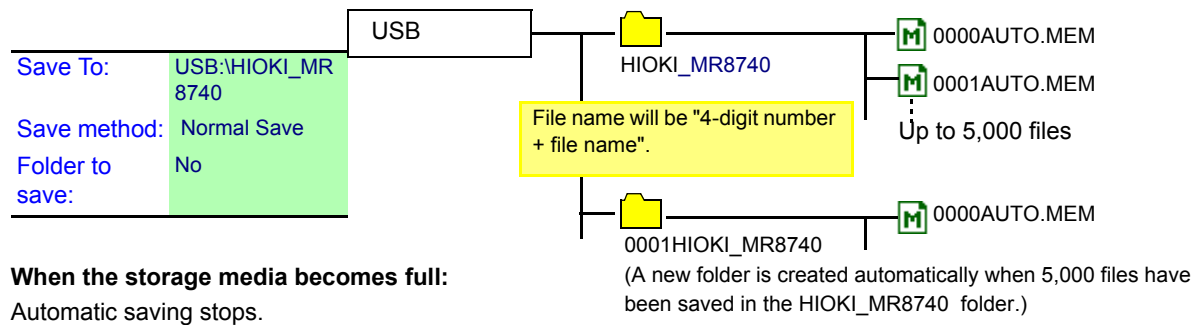 USB
Save To: USB:\HIOKI_MR
8740
Save method: Normal Save
Folder to No
save:
HIOKI_MR8740
0000AUTO.MEM
0001AUTO.MEM
Up to 5,000 files
File name will be "4-digit number
+ file name".
0001HIOKI_MR8740
0000AUTO.MEM
(A new folder is created automatically when 5,000 files have
been saved in the HIOKI_MR8740 folder.)
When the storage media becomes full:
Automatic saving stops.